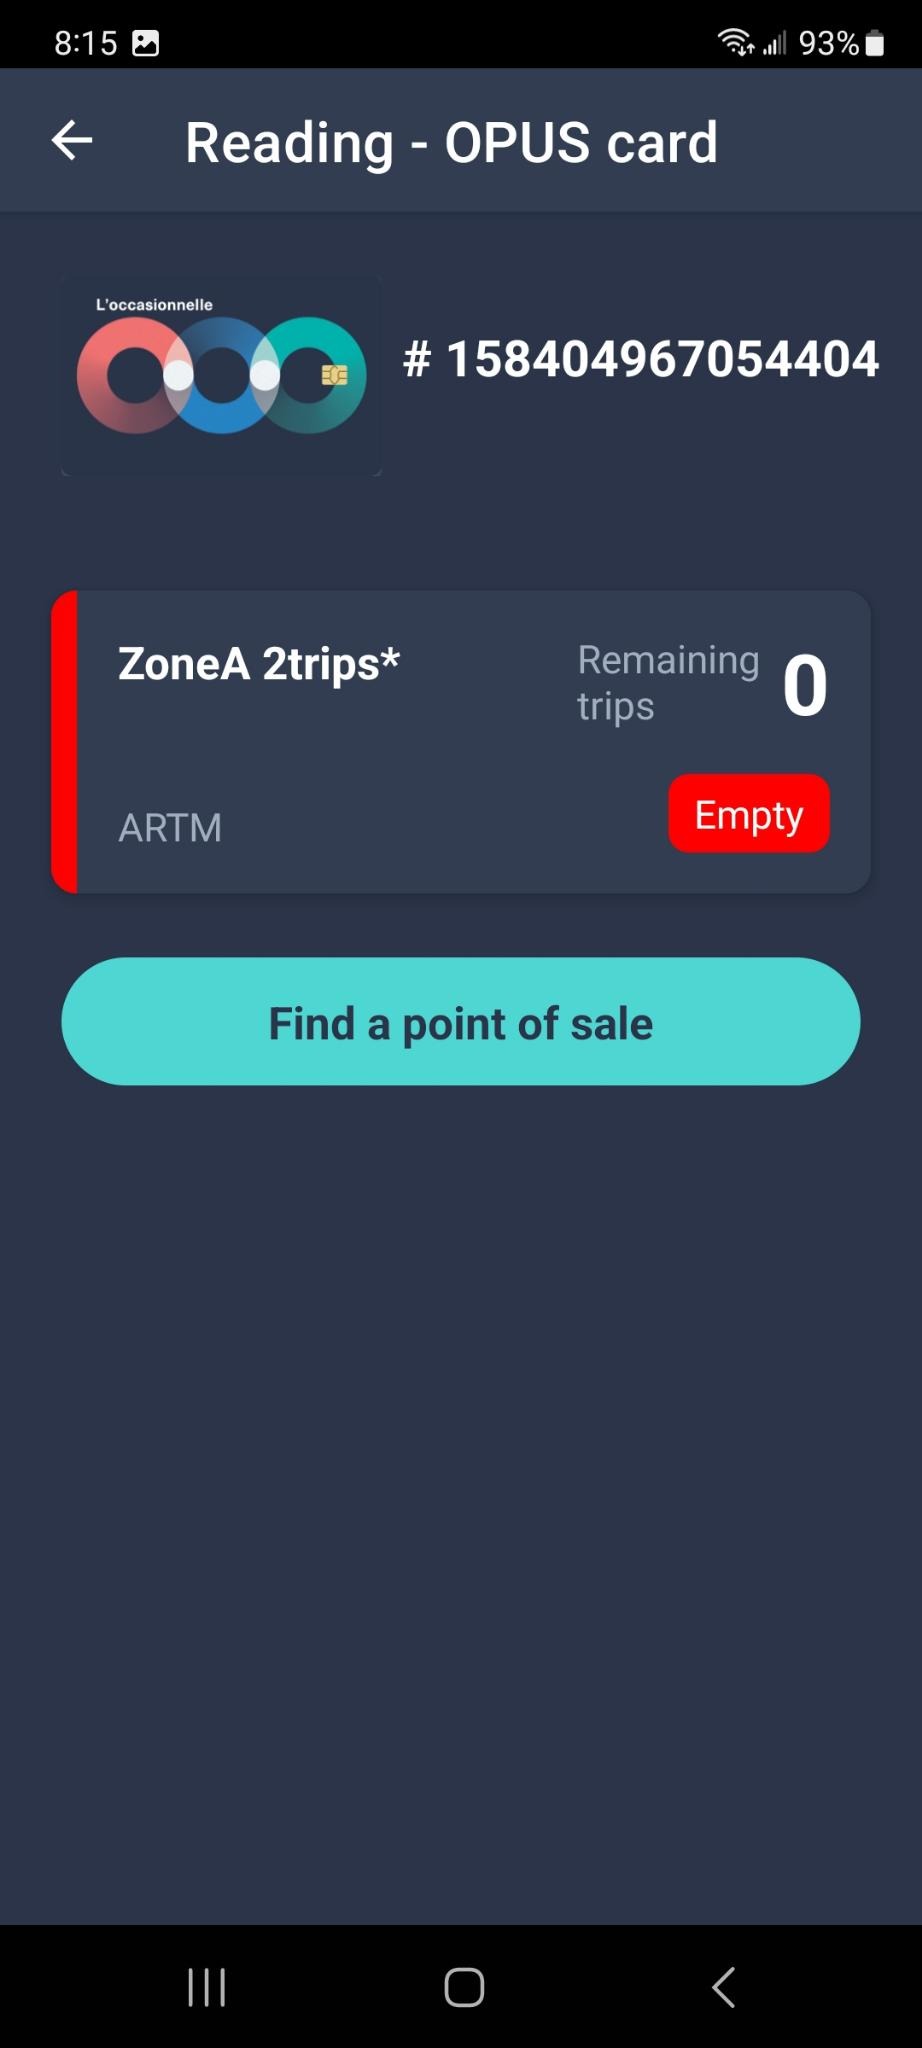 8:15 93%
Reading - OPUS card
L'occasionnelle
# 158404967054404
ZoneA 2trips*
Remaining
trips
0
ARTM
Empty
Find a point of sale